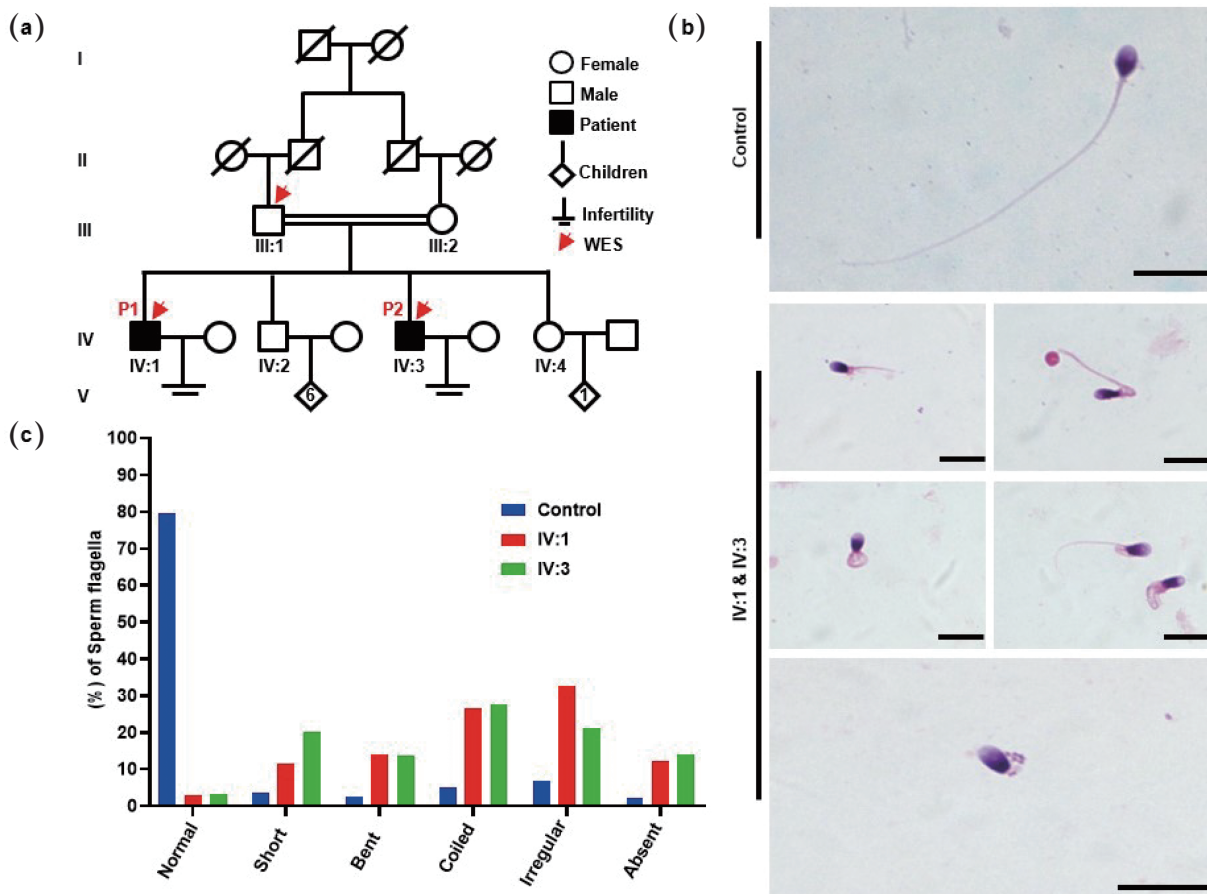 (a)
I
II
III
IV
V
Female
Male
Patient
Children
Infertility
WES
III:1
III:2
P1
P2
IV:1
IV:2
IV:3
IV:4
6
1
(b)
Control
IV:1 & IV:3
(c)
100
90
80
70
60
50
40
30
20
10
0
(%) of Sperm flagella
Control
IV:1
IV:3
Normal
Short
Bent
Coiled
Irregular
Absent